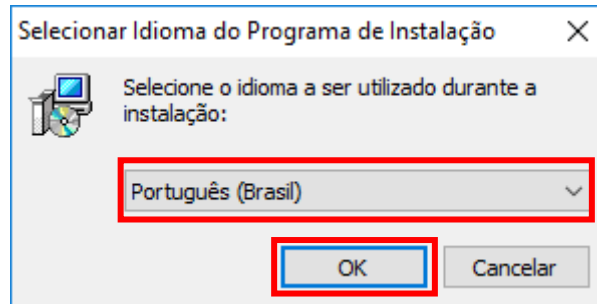 Selecionar Idioma do Programa de Instalação
Selecione o idioma a ser utilizado durante a
instalação:
Português (Brasil)
OK
Cancelar